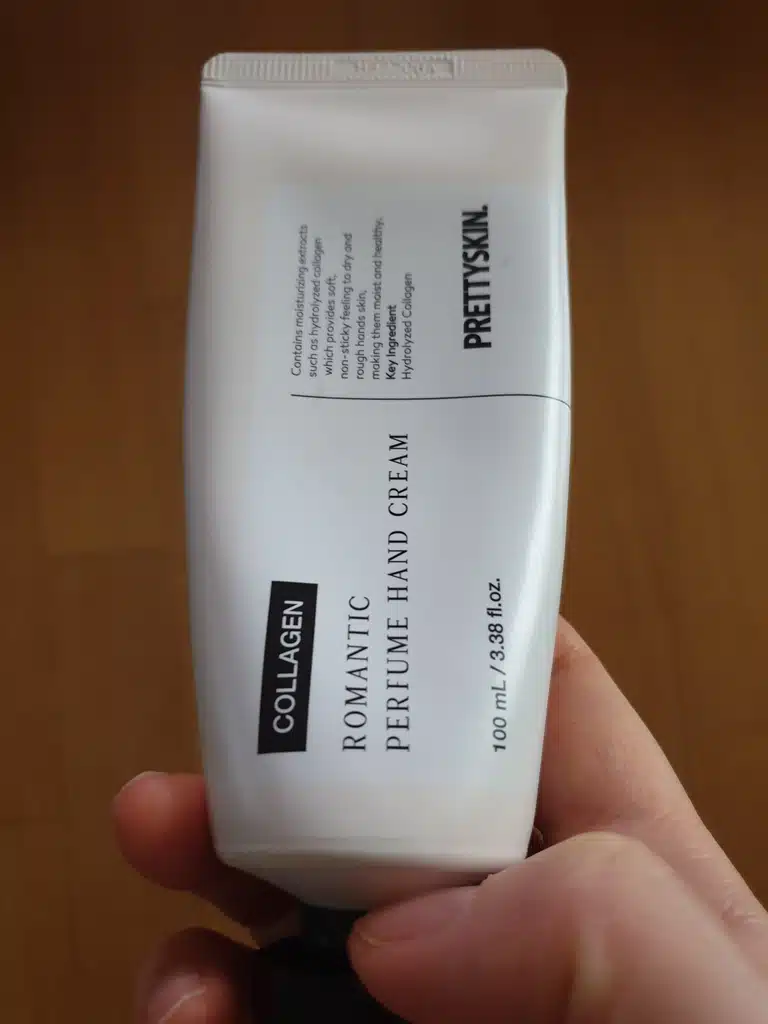 COLLAGEN
ROMANTIC
PERFUME HAND CREAM
100 mL / 3.38 fl.oz.
Contains moisturizing extracts
such as hydrolyzed collagen
which provides soft,
non-sticky feeling to dry and
rough hands skin,
making them moist and healthy.
Key Ingredient
Hydrolyzed Collagen
PRETTYSKIN.